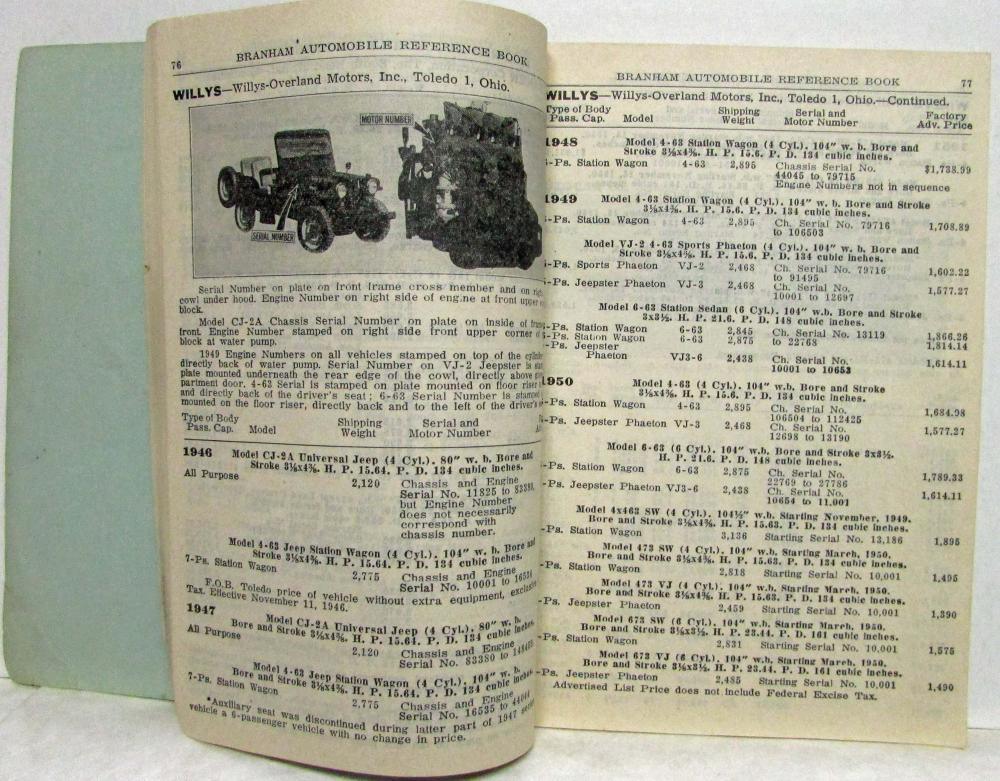 76
BRANHAM AUTOMOBILE REFERENCE BOOK
WILLYS—Willys-Overland Motors, Inc., Toledo 1, Ohio.
MOTOR NUMBER
SERIAL NUMBER
Serial Number on plate on front frame cross member and on
cowl under hood. Engine Number on right side of engine at front upper
block.
Model CJ-2A Chassis Serial Number on plate on inside of
front. Engine Number stamped on right side front upper corner of
block at water pump.
1949 Engine Numbers on all vehicles stamped on top of the
directly back of water pump. Serial Number on VJ-2 Jeepster is
plate mounted underneath the rear edge of the cowl, directly above
partment door. 4-63 Serial is stamped on plate mounted on floor riser
and directly back of the driver's seat; 6-63 Serial Number is stamped
mounted on the floor riser, directly back and to the left of the driver's
Type of Body Shipping Serial and
Pass. Cap. Model Weight Motor Number
1946 Model CJ-2A Universal Jeep (4 Cyl.). 80" w. b. Bore and
Stroke 3⅛x4⅜. H. P. 15.64. P. D. 134 cubic inches.
All Purpose 2,120 Chassis and Engine
Serial No. 11825 to 83380,
but Engine Number
does not necessarily
correspond with
chassis number.
Model 4-63 Jeep Station Wagon (4 Cyl.). 104" w. b. Bore and
Stroke 3⅛x4⅜. H. P. 15.64. P. D. 134 cubic inches.
7-Ps. Station Wagon 2,775 Chassis and Engine
Serial No. 10001 to 16534
F.O.B. Toledo price of vehicle without extra equipment, exclusive
Tax. Effective November 11, 1946.
1947 Model CJ-2A Universal Jeep (4 Cyl.). 80" w. b.
Bore and Stroke 3⅛x4⅜. H. P. 15.64. P. D. 134 cubic inches.
All Purpose 2,120 Chassis and Engine
Serial No. 83380 to
Model 4-63 Jeep Station Wagon (4 Cyl.). 104" w. b.
Bore and Stroke 3⅛x4⅜. H. P. 15.64. P. D. 134 cubic inches.
7-Ps. Station Wagon 2,775 Chassis and Engine
Serial No. 16535 to 44044
*Auxiliary seat was discontinued during latter part of 1947
vehicle a 6-passenger vehicle with no change in price.
BRANHAM AUTOMOBILE REFERENCE BOOK 77
WILLYS—Willys-Overland Motors, Inc., Toledo 1, Ohio.—Continued.
Type of Body Shipping Serial and Factory
Pass. Cap. Model Weight Motor Number Adv. Price
1948 Model 4-63 Station Wagon (4 Cyl.). 104" w. b. Bore and
Stroke 3⅛x4⅜. H. P. 15.6. P. D. 134 cubic inches.
-Ps. Station Wagon 4-63 2,895 Chassis Serial No. $1,738.99
44045 to 79715
Engine Numbers not in sequence
1949 Model 4-63 Station Wagon (4 Cyl.). 104" w. b. Bore and Stroke
3⅛x4⅜. H. P. 15.6. P. D. 134 cubic inches.
-Ps. Station Wagon 4-63 2,895 Ch. Serial No. 79716 1,708.89
to 106503
Model VJ-2 4-63 Sports Phaeton (4 Cyl.). 104" w. b. Bore and
Stroke 3⅛x4⅜. H. P. 15.6. P. D. 134 cubic inches.
-Ps. Sports Phaeton VJ-2 2,468 Ch. Serial No. 79716 1,602.22
to 91495
-Ps. Jeepster Phaeton VJ-3 2,468 Ch. Serial No. 1,577.27
10001 to 12697
Model 6-63 Station Sedan (6 Cyl.). 104" w. b. Bore and Stroke
3x3½. H. P. 21.6. P. D. 148 cubic inches.
-Ps. Station Wagon 6-63 2,845 Ch. Serial No. 13119 1,866.26
-Ps. Station Wagon 6-63 2,875 to 22768 1,814.14
-Ps. Jeepster
Phaeton VJ3-6 2,438 Ch. Serial No. 1,614.11
10001 to 10653
1950 Model 4-63 (4 Cyl.). 104" w.b. Bore and Stroke
3⅛x4⅜. H. P. 15.6. P. D. 134 cubic inches.
-Ps. Station Wagon 4-63 2,895 Ch. Serial No. 1,684.98
106504 to 112425
-Ps. Jeepster Phaeton VJ-3 2,468 Ch. Serial No. 1,577.27
12698 to 13190
Model 6-63 (6 Cyl.). 104" w.b. Bore and Stroke 3x3½.
H. P. 21.6. P. D. 148 cubic inches.
-Ps. Station Wagon 6-63 2,875 Ch. Serial No. 1,789.33
22769 to 27786
-Ps. Jeepster Phaeton VJ3-6 2,438 Ch. Serial No. 1,614.11
10654 to 11,001
Model 4x463 SW (4 Cyl.). 104½" w.b. Starting November, 1949.
Bore and Stroke 3⅛x4⅜. H. P. 15.63. P. D. 134 cubic inches.
-Ps. Station Wagon 3,136 Starting Serial No. 13,186 1,895
Model 473 SW (4 Cyl.). 104" w.b. Starting March, 1950.
Bore and Stroke 3⅛x4⅜. H. P. 15.63. P. D. 134 cubic inches.
-Ps. Station Wagon 2,818 Starting Serial No. 10,001 1,495
Model 473 VJ (4 Cyl.). 104" w.b. Starting March, 1950.
Bore and Stroke 3⅛x4⅜. H. P. 15.63. P. D. 134 cubic inches.
-Ps. Jeepster Phaeton 2,459 Starting Serial No. 10,001 1,390
Model 673 SW (6 Cyl.). 104" w.b. Starting March, 1950.
Bore and Stroke 3⅛x3½. H. P. 23.44. P. D. 161 cubic inches.
-Ps. Station Wagon 2,831 Starting Serial No. 10,001 1,575
Model 673 VJ (6 Cyl.). 104" w.b. Starting March, 1950.
Bore and Stroke 3⅛x3½. H. P. 23.44. P. D. 161 cubic inches.
-Ps. Jeepster Phaeton 2,485 Starting Serial No. 10,001 1,490
Advertised List Price does not include Federal Excise Tax.